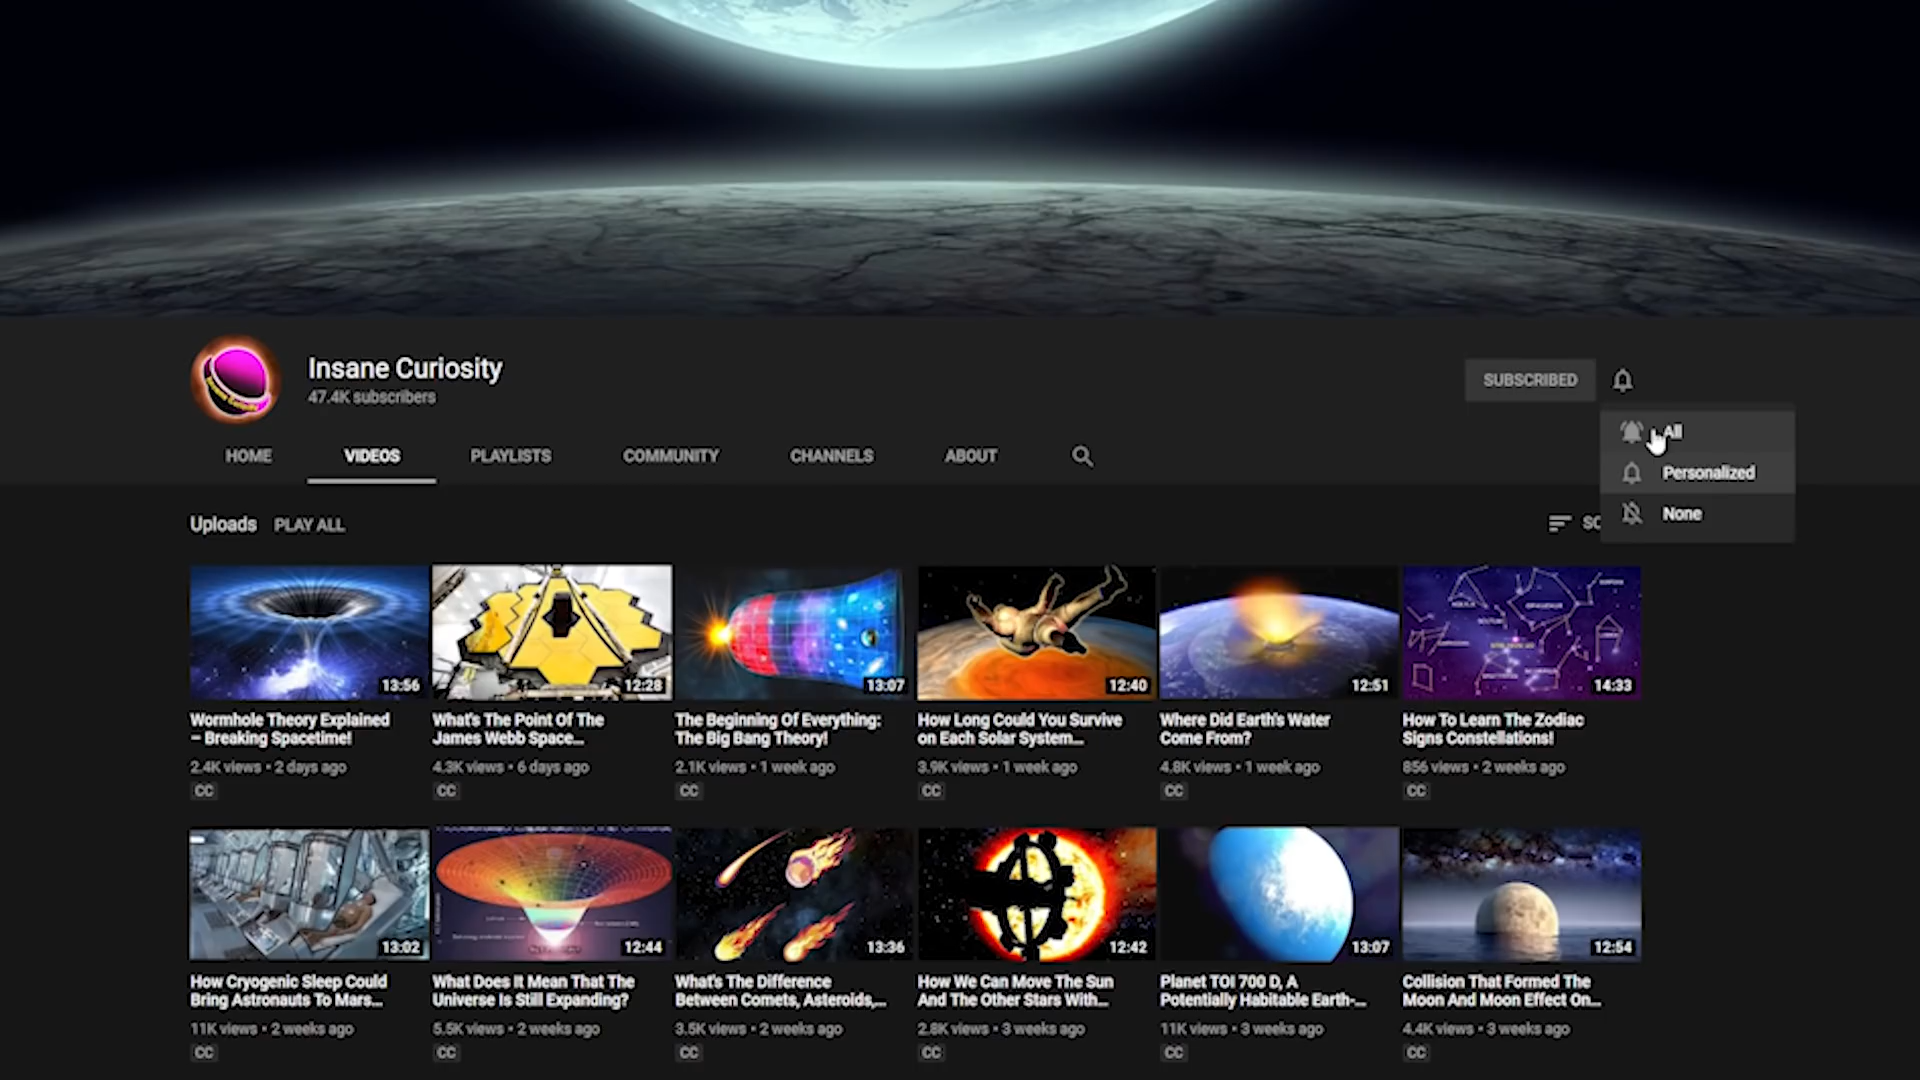 Insane Curiosity
47.4K subscribers
SUBSCRIBED
All
Personalized
None
HOME
VIDEOS
PLAYLISTS
COMMUNITY
CHANNELS
ABOUT
Uploads
PLAY ALL
13:56
12:28
13:07
12:40
12:51
14:33
Wormhole Theory Explained
– Breaking Spacetime!
2.4K views • 2 days ago
CC
What's The Point Of The
James Webb Space...
4.3K views • 6 days ago
CC
The Beginning Of Everything:
The Big Bang Theory!
2.1K views • 1 week ago
CC
How Long Could You Survive
on Each Solar System...
3.9K views • 1 week ago
CC
Where Did Earth's Water
Come From?
4.8K views • 1 week ago
CC
How To Learn The Zodiac
Signs Constellations!
856 views • 2 weeks ago
CC
13:02
12:44
13:36
12:42
13:07
12:54
How Cryogenic Sleep Could
Bring Astronauts To Mars...
11K views • 2 weeks ago
CC
What Does It Mean That The
Universe Is Still Expanding?
5.5K views • 2 weeks ago
CC
What's The Difference
Between Comets, Asteroids,...
3.5K views • 2 weeks ago
CC
How We Can Move The Sun
And The Other Stars With...
2.8K views • 3 weeks ago
CC
Planet TOI 700 D, A
Potentially Habitable Earth-...
11K views • 3 weeks ago
CC
Collision That Formed The
Moon And Moon Effect On...
4.4K views • 3 weeks ago
CC